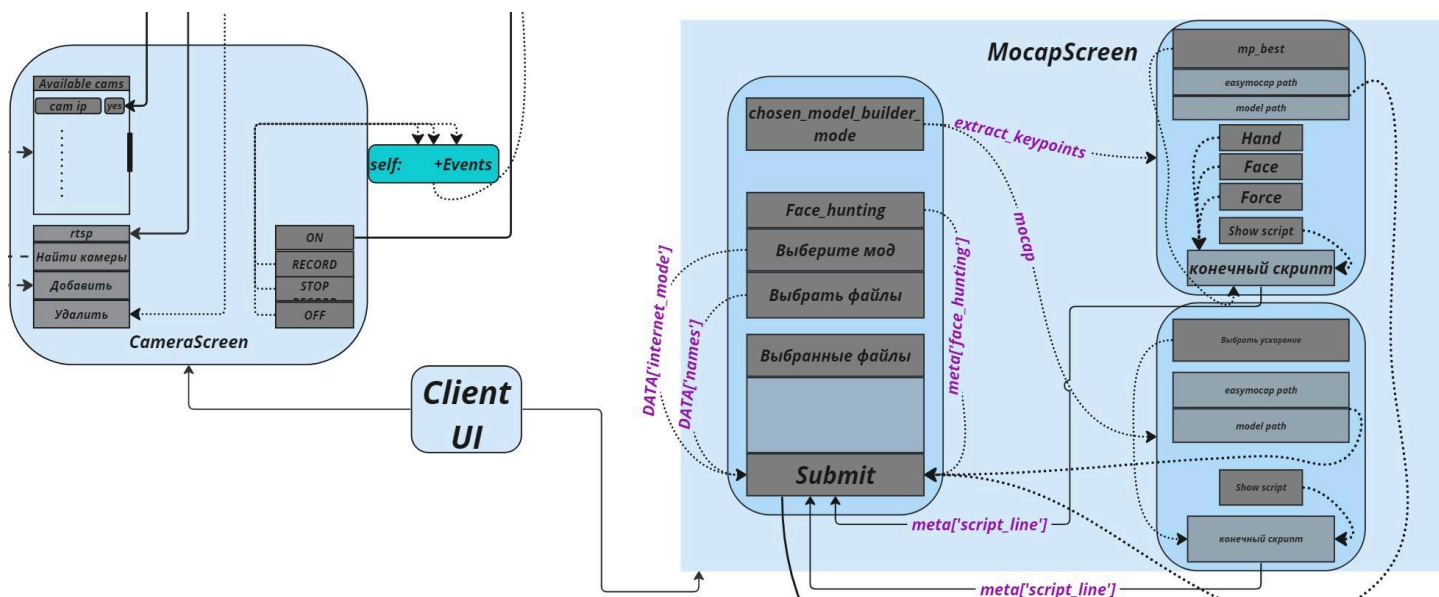 Available cams
cam ip
yes
rtsp
Найти камеры
Добавить
Удалить
ON
RECORD
STOP
RECORD
OFF
CameraScreen
self: +Events
Client
UI
MocapScreen
chosen_model_builder_
mode
Face_hunting
Выберите мод
Выбрать файлы
Выбранные файлы
Submit
DATA['internet_mode']
DATA['names']
meta['face_hunting']
extract_keypoints
mocap
meta['script_line']
meta['script_line']
mp_best
easymocap path
model path
Hand
Face
Force
Show script
конечный скрипт
Выбрать ускорение
easymocap path
model path
Show script
конечный скрипт